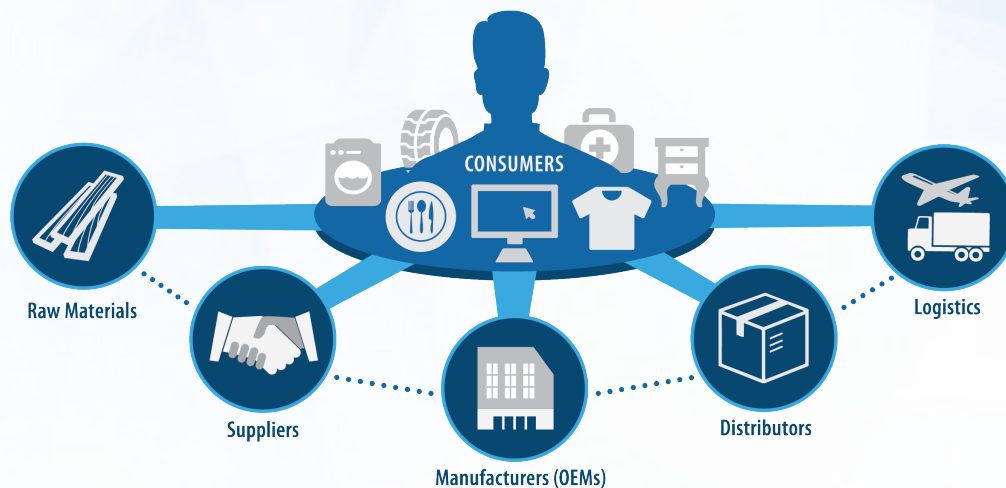 CONSUMERS
Raw Materials
Suppliers
Manufacturers (OEMs)
Distributors
Logistics